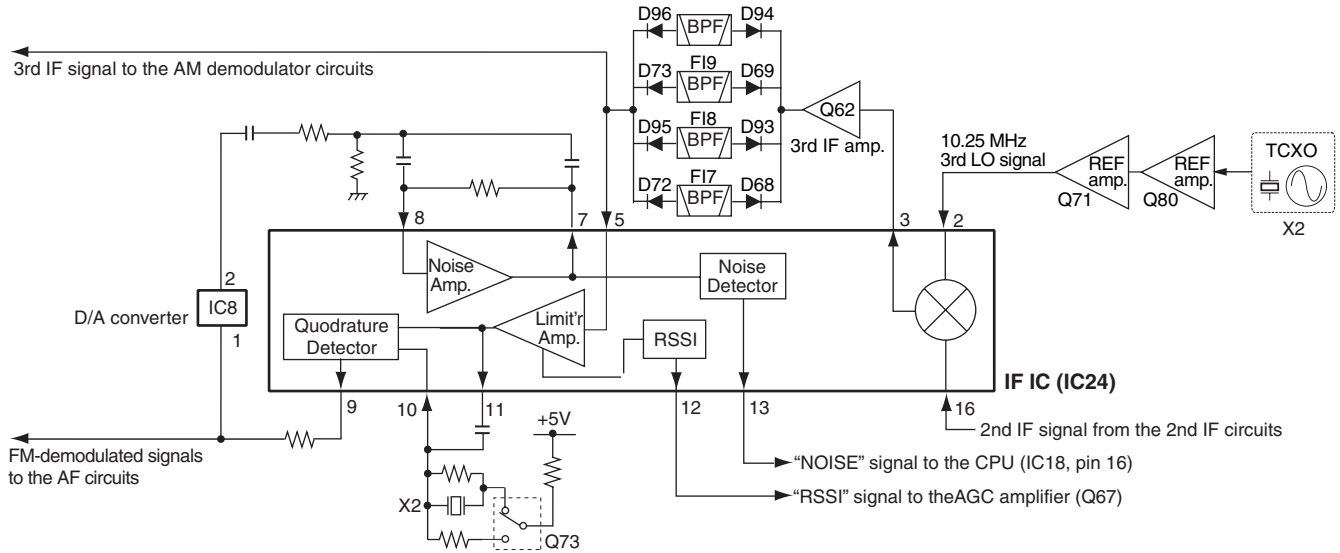 D96
BPF
D94
3rd IF signal to the AM demodulator circuits
D73
FI9
BPF
D69
D95
FI8
BPF
D93
D72
FI7
BPF
D68
Q62
3rd IF amp.
10.25 MHz
3rd LO signal
REF
amp.
Q71
REF
amp.
Q80
TCXO
X2
8
7
5
3
2
Noise
Amp.
Noise
Detector
2
IC8
1
D/A converter
Quodrature
Detector
Limit'r
Amp.
RSSI
IF IC (IC24)
9
10
11
12
13
16
+5V
2nd IF signal from the 2nd IF circuits
FM-demodulated signals
to the AF circuits
"NOISE" signal to the CPU (IC18, pin 16)
"RSSI" signal to theAGC amplifier (Q67)
X2
Q73